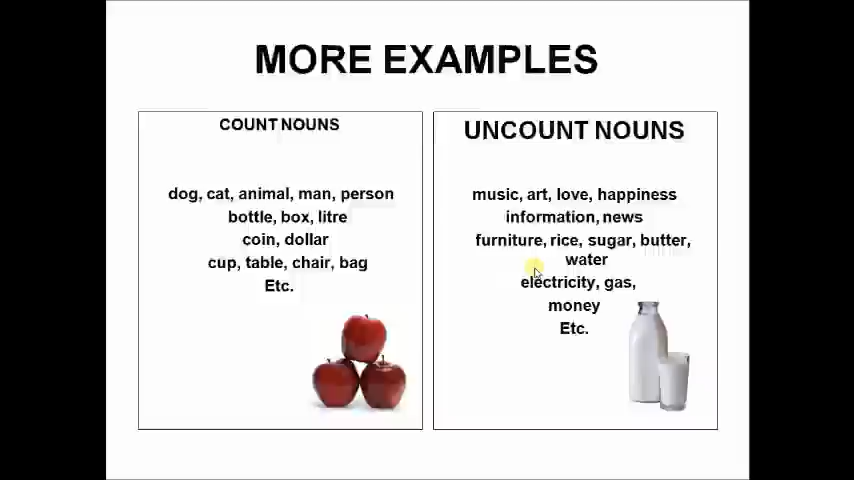 MORE EXAMPLES
COUNT NOUNS
dog, cat, animal, man, person
bottle, box, litre
coin, dollar
cup, table, chair, bag
Etc.
UNCOUNT NOUNS
music, art, love, happiness
information, news
furniture, rice, sugar, butter,
water
electricity, gas,
money
Etc.